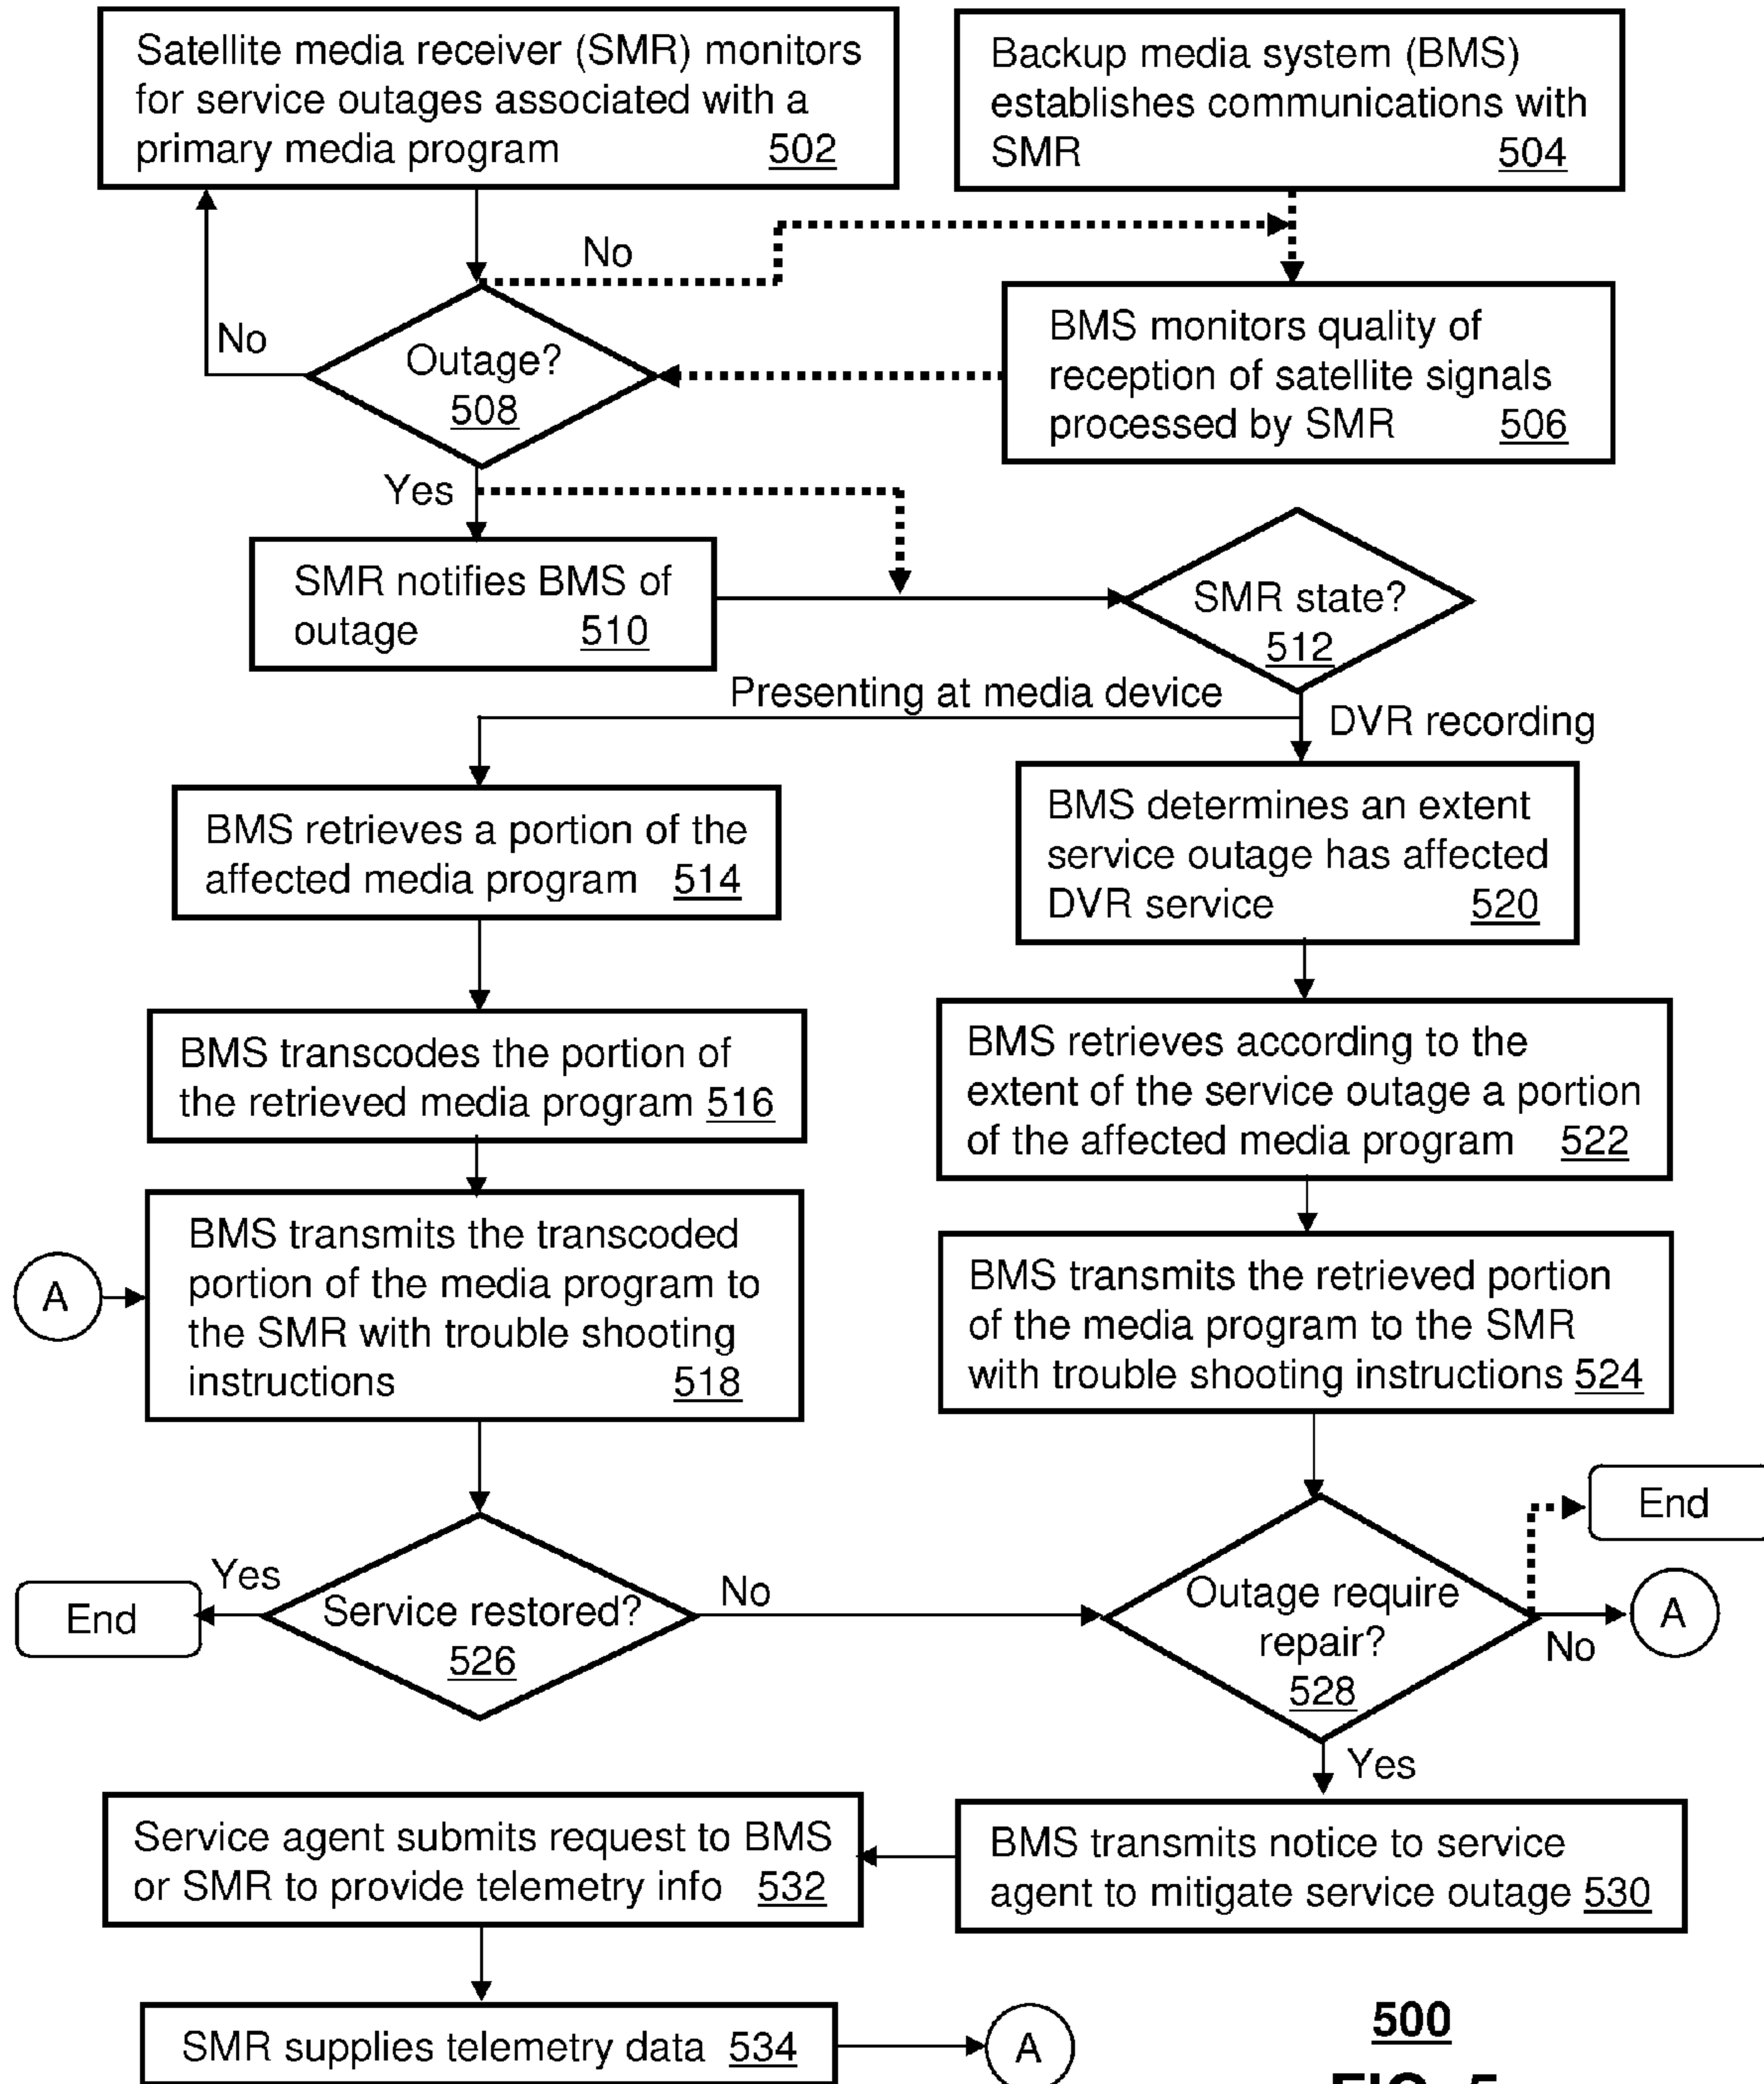 Satellite media receiver (SMR) monitors
for service outages associated with a
primary media program 502
Backup media system (BMS)
establishes communications with
SMR 504
No
No
Outage?
508
BMS monitors quality of
reception of satellite signals
processed by SMR 506
Yes
SMR notifies BMS of
outage 510
SMR state?
512
Presenting at media device
DVR recording
BMS retrieves a portion of the
affected media program 514
BMS determines an extent
service outage has affected
DVR service 520
BMS transcodes the portion of
the retrieved media program 516
BMS retrieves according to the
extent of the service outage a portion
of the affected media program 522
A
BMS transmits the transcoded
portion of the media program to
the SMR with trouble shooting
instructions 518
BMS transmits the retrieved portion
of the media program to the SMR
with trouble shooting instructions 524
End
Yes
End
Service restored?
526
No
Outage require
repair?
528
No
A
Yes
Service agent submits request to BMS
or SMR to provide telemetry info 532
BMS transmits notice to service
agent to mitigate service outage 530
SMR supplies telemetry data 534
A
500
FIG. 5